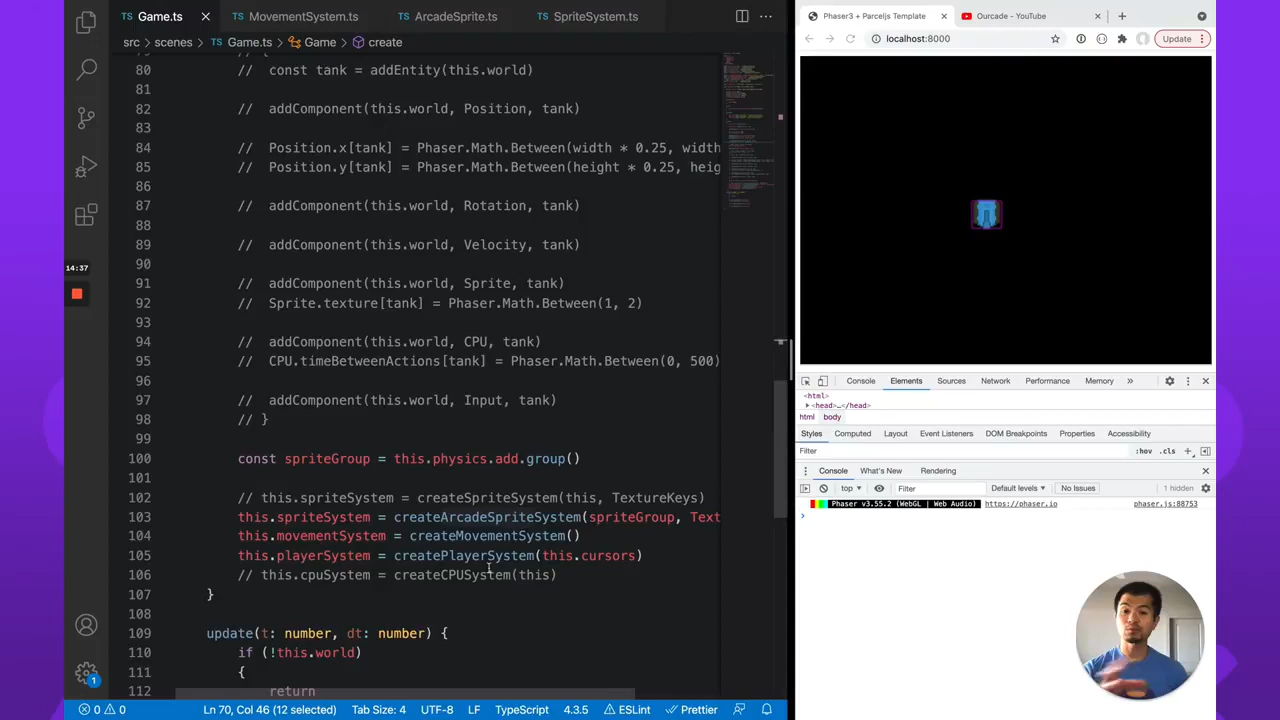 TS Game.ts
TS MovementSystem.ts
TS ArcadeSprite.ts
TS SpriteSystem.ts
src > scenes > TS Game.ts > Game > create
80 // const tank = addEntity(this.world)
81 //
82 // addComponent(this.world, Position, tank)
83 //
84 // Position.x[tank] = Phaser.Math.Between(width * 0.25, width
85 // Position.y[tank] = Phaser.Math.Between(height * 0.25, heig
86 //
87 // addComponent(this.world, Rotation, tank)
88 //
89 // addComponent(this.world, Velocity, tank)
90 //
91 // addComponent(this.world, Sprite, tank)
92 // Sprite.texture[tank] = Phaser.Math.Between(1, 2)
93 //
94 // addComponent(this.world, CPU, tank)
95 // CPU.timeBetweenActions[tank] = Phaser.Math.Between(0, 500)
96 //
97 // addComponent(this.world, Input, tank)
98 // }
99
100 const spriteGroup = this.physics.add.group()
101
102 // this.spriteSystem = createSpriteSystem(this, TextureKeys)
103 this.spriteSystem = createArcadeSpriteSystem(spriteGroup, Text
104 this.movementSystem = createMovementSystem()
105 this.playerSystem = createPlayerSystem(this.cursors)
106 // this.cpuSystem = createCPUSystem(this)
107 }
108
109 update(t: number, dt: number) {
110 if (!this.world)
111 {
112 return
14:37
1
0 0 Ln 70, Col 46 (12 selected) Tab Size: 4 UTF-8 LF TypeScript 4.3.5 ESLint Prettier
Phaser3 + Parceljs Template
Ourcade - YouTube
localhost:8000
Update
Console Elements Sources Network Performance Memory
<html>
<head>…</head>
html body
Styles Computed Layout Event Listeners DOM Breakpoints Properties Accessibility
Filter
:hov .cls
Console What's New Rendering
top Filter Default levels No Issues 1 hidden
Phaser v3.55.2 (WebGL | Web Audio) https://phaser.io phaser.js:88753